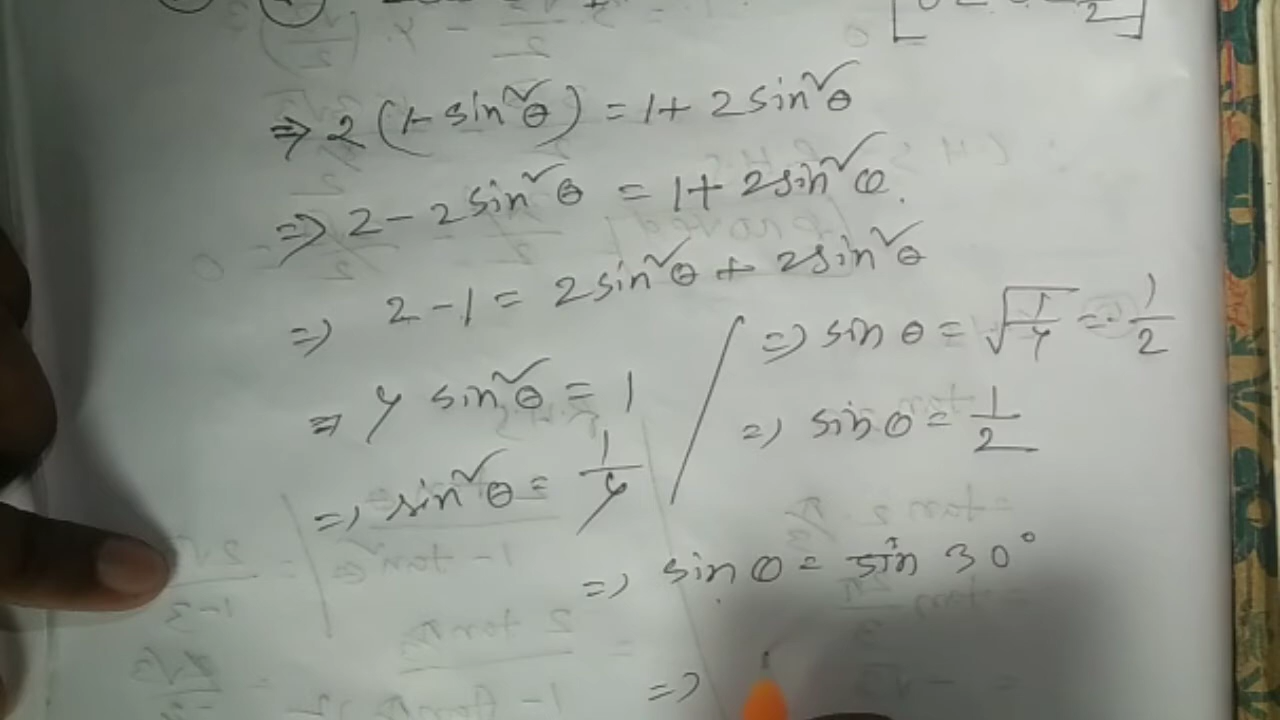 ⇒ 2(1-sin²θ) = 1+ 2sin²θ
⇒ 2 - 2sin²θ = 1+ 2sin²θ.
⇒ 2-1 = 2sin²θ + 2sin²θ
⇒ 4 sin²θ = 1
⇒ sin²θ = 1/4
⇒ sin θ = √1/4 = 1/2
⇒ sin θ = 1/2
⇒ sin θ = sin 30°
⇒